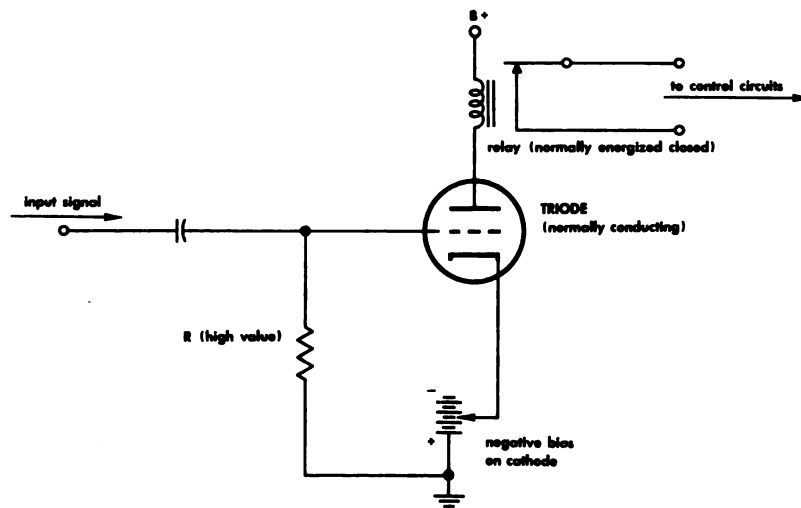 B +
to control circuits
relay (normally energized closed)
input signal
TRIODE
(normally conducting)
R (high value)
-
+
negative bias
on cathode